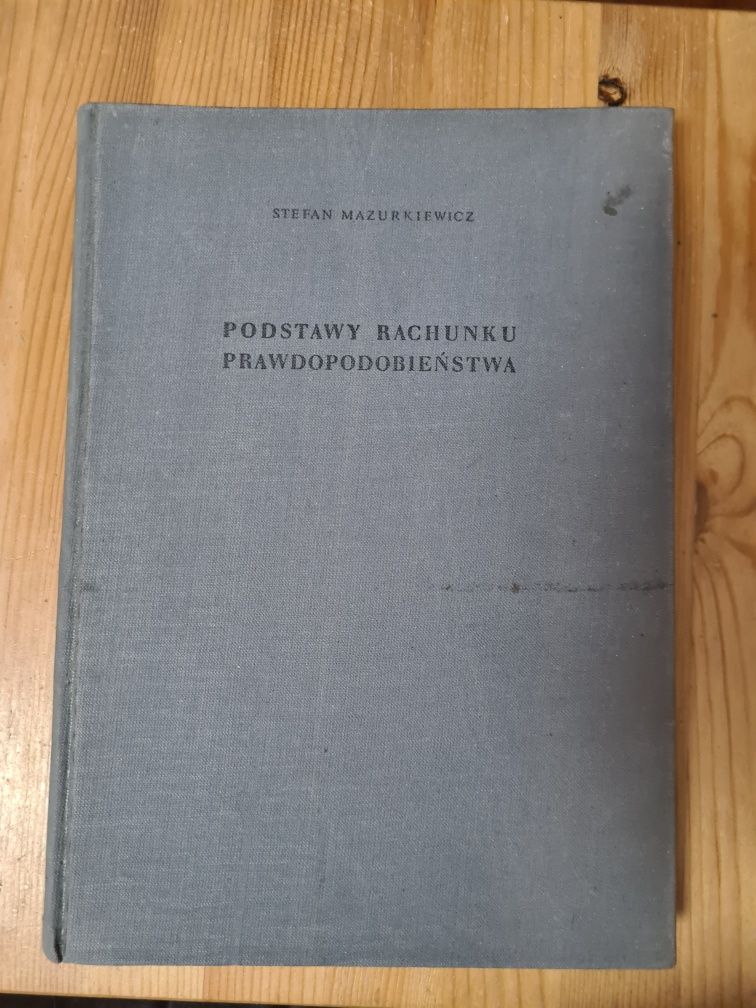 STEFAN MAZURKIEWICZ
PODSTAWY RACHUNKU
PRAWDOPODOBIEŃSTWA